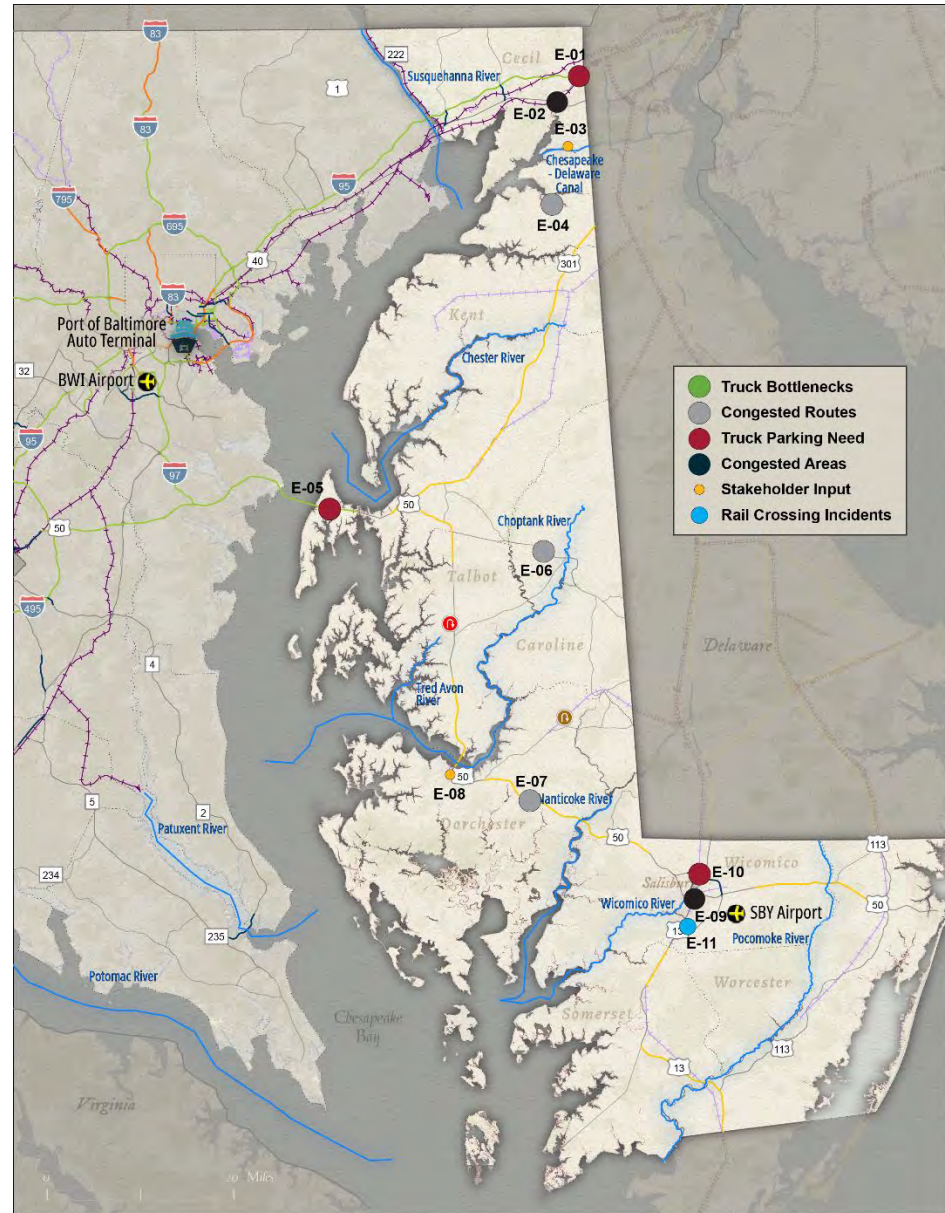 83
222
Cecil
E-01
Susquehanna River
1
E-02
83
E-03
95
Chesapeake
- Delaware
Canal
795
695
E-04
40
301
83
Kent
Port of Baltimore
Auto Terminal
Chester River
32
BWI Airport
95
97
E-05
50
50
Choptank River
E-06
Talbot
495
Caroline
Delaware
4
Tred Avon
River
50
E-07
E-08
Nanticoke River
5
2
Dorchester
Patuxent River
50
113
234
Wicomico
E-10
Salisbury
50
Wicomico River
E-09
SBY Airport
235
13
E-11
Pocomoke River
Potomac River
Worcester
Chesapeake
Bay
Somerset
113
13
Virginia
0
20 Miles
Truck Bottlenecks
Congested Routes
Truck Parking Need
Congested Areas
Stakeholder Input
Rail Crossing Incidents